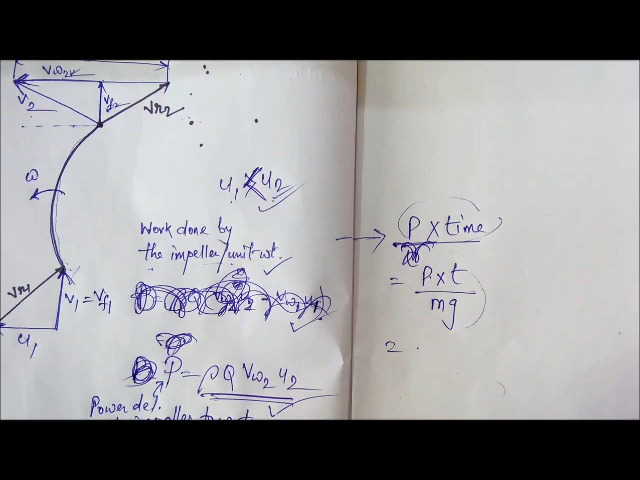 Vw2
V2
Vf2
Vr2
ω
u1 < u2
Work done by
the impeller/unit wt.
Vr1
V1 = Vf1
u1
P = ρQ Vw2 u2
Power del.
P x time
= P x t
mg
2 .